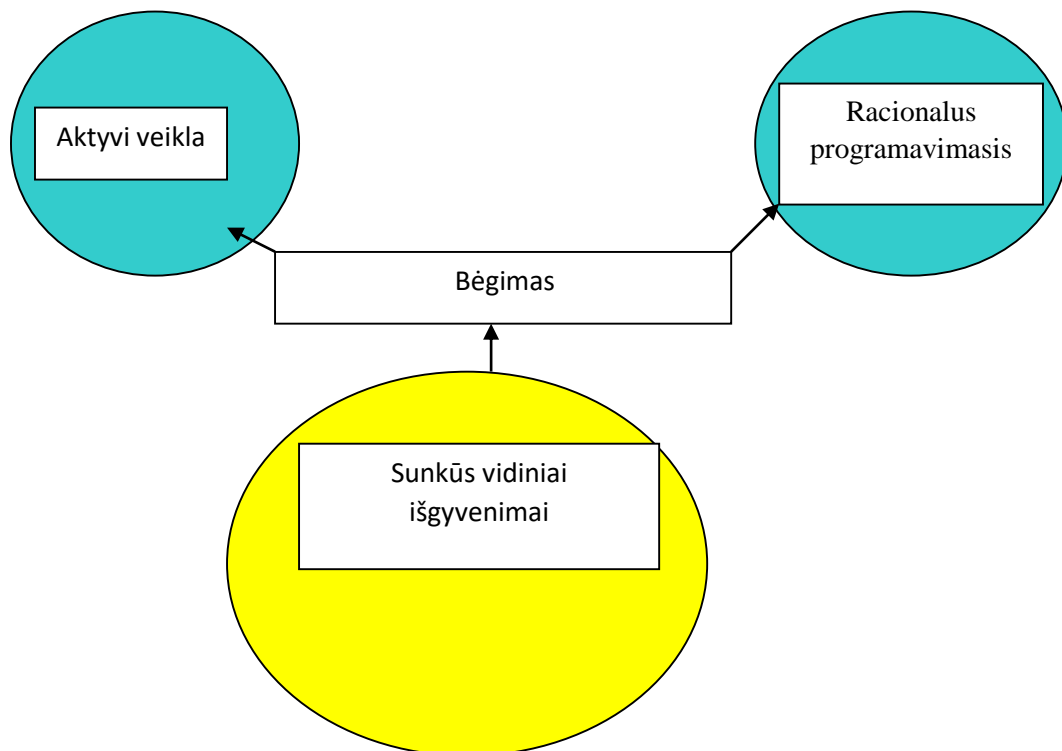 Aktyvi veikla
Racionalus
programavimasis
Bėgimas
Sunkūs vidiniai
išgyvenimai